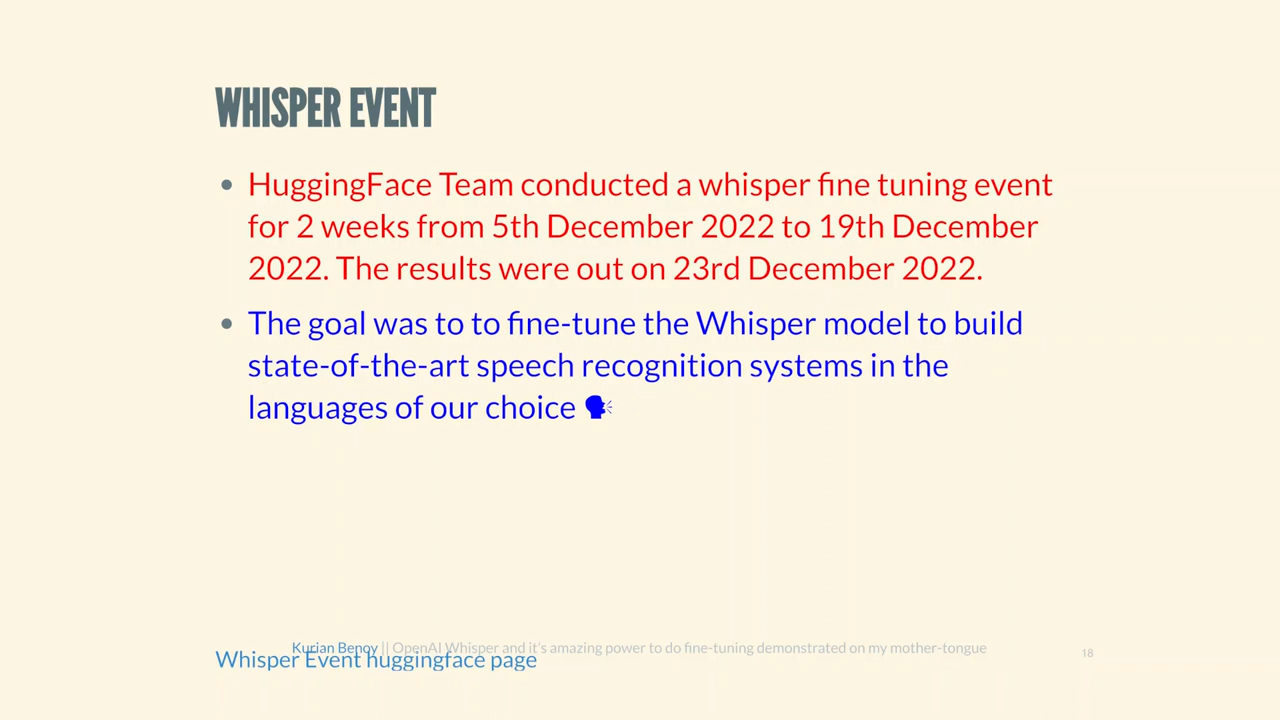 WHISPER EVENT
HuggingFace Team conducted a whisper fine tuning event
for 2 weeks from 5th December 2022 to 19th December
2022. The results were out on 23rd December 2022.
The goal was to to fine-tune the Whisper model to build
state-of-the-art speech recognition systems in the
languages of our choice 🗣
Kurian Benoy || OpenAI Whisper and it's amazing power to do fine-tuning demonstrated on my mother-tongue
Whisper Event huggingface page
18